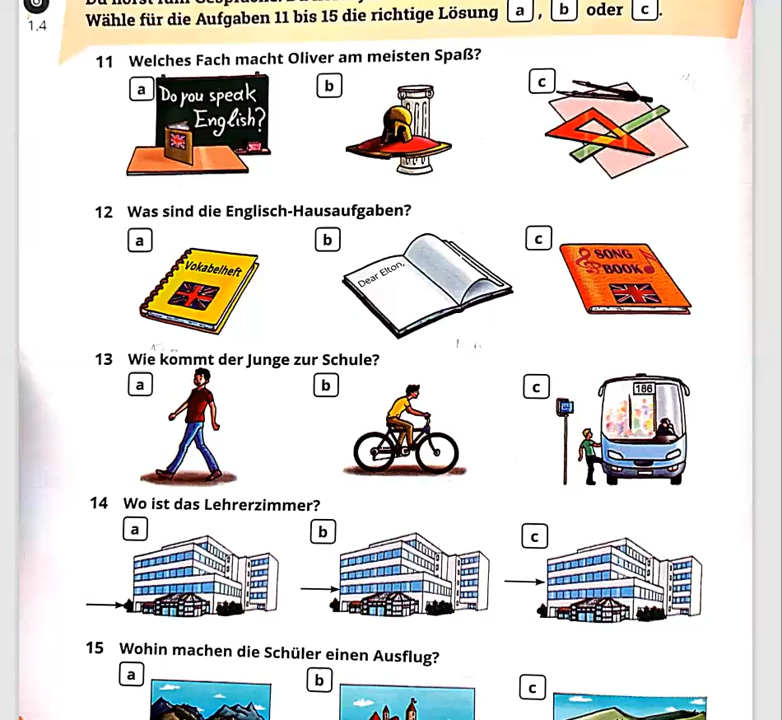 1.4
Wähle für die Aufgaben 11 bis 15 die richtige Lösung a , b oder c .
11 Welches Fach macht Oliver am meisten Spaß?
a b c
Do you speak
English?
12 Was sind die Englisch-Hausaufgaben?
a b c
Vokabelheft
Dear Elton,
SONG
BOOK
13 Wie kommt der Junge zur Schule?
a b c
186
14 Wo ist das Lehrerzimmer?
a b c
15 Wohin machen die Schüler einen Ausflug?
a b c